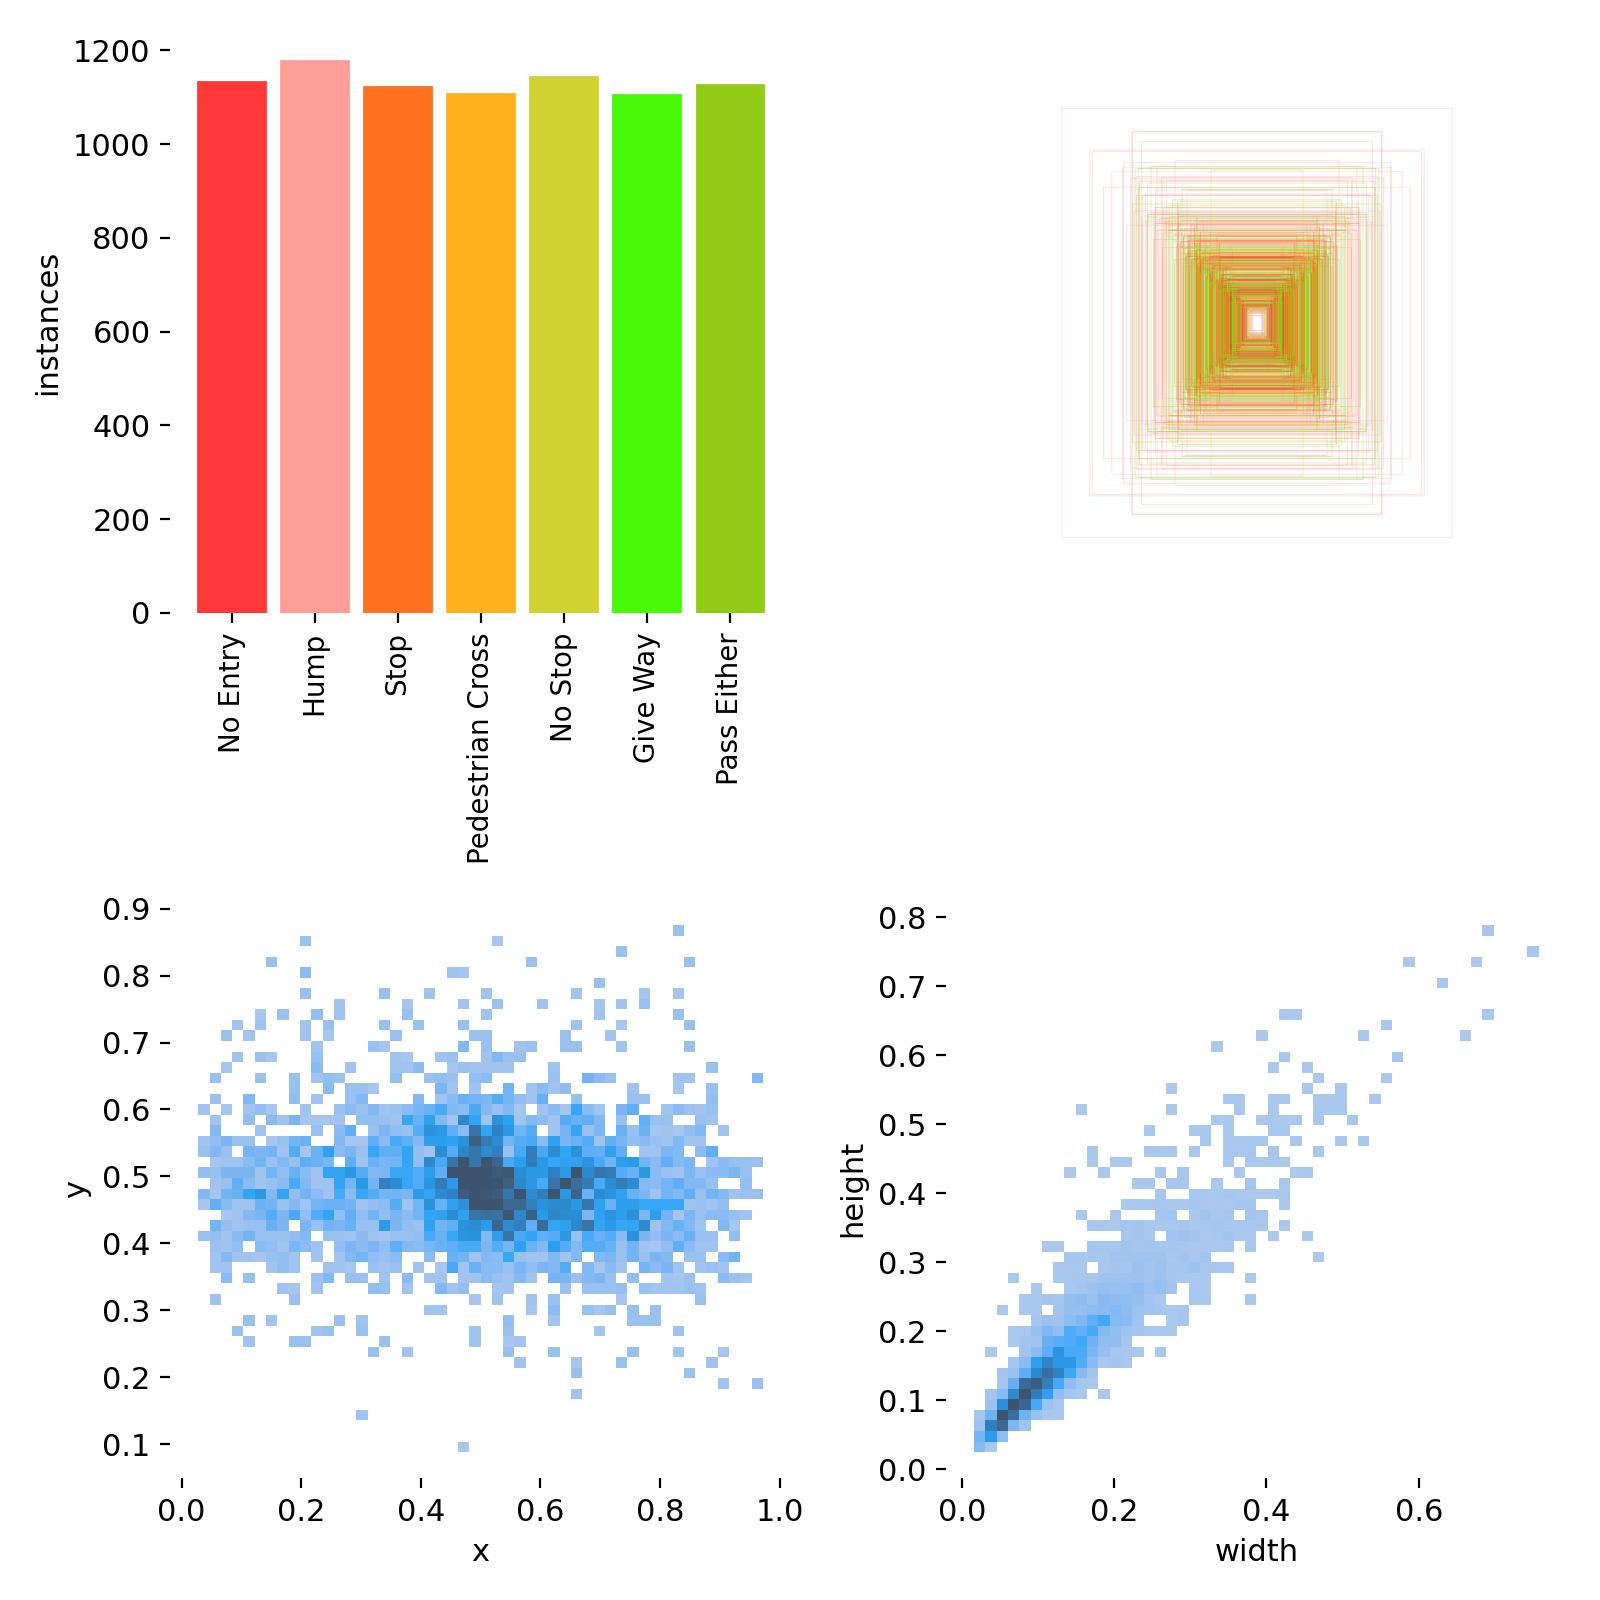 1200
1000
800
600
400
200
0
instances
No Entry
Hump
Stop
Pedestrian Cross
No Stop
Give Way
Pass Either
0.9
0.8
0.7
0.6
0.5
0.4
0.3
0.2
0.1
y
0.0 0.2 0.4 0.6 0.8 1.0
x
0.8
0.7
0.6
0.5
0.4
0.3
0.2
0.1
0.0
height
0.0 0.2 0.4 0.6
width